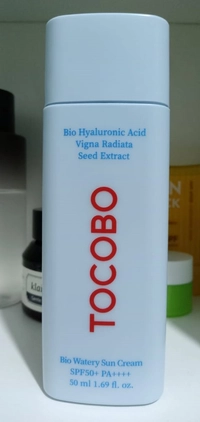 Bio Hyaluronic Acid
Vigna Radiata
Seed Extract
TOCOBO
Bio Watery Sun Cream
SPF50+ PA++++
50 ml 1.69 fl. oz.